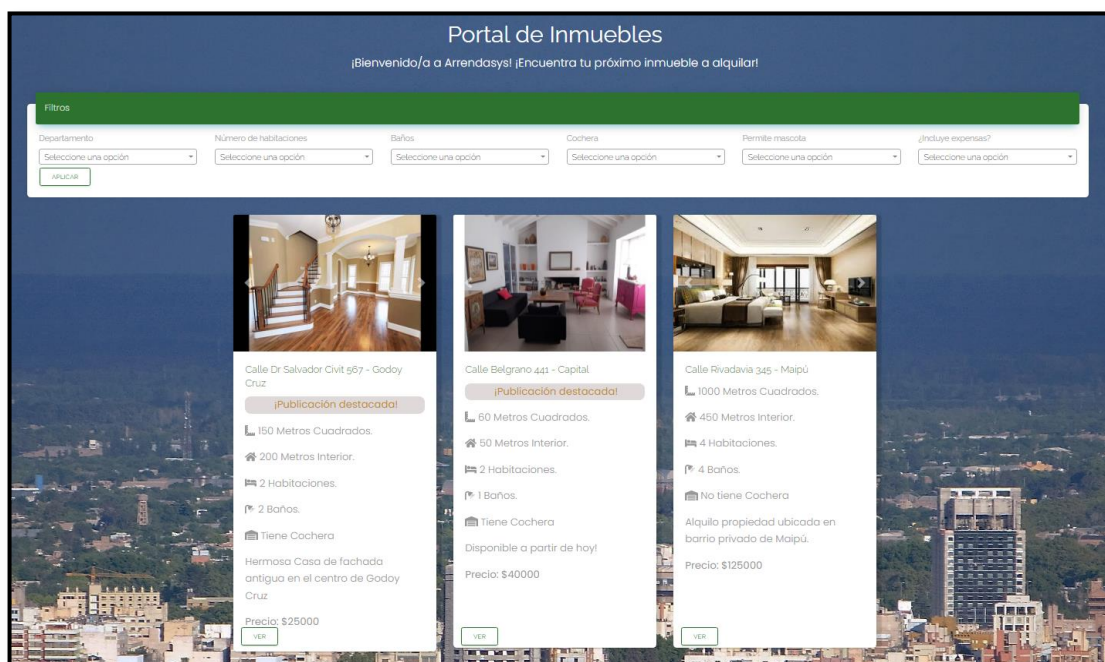 Portal de Inmuebles
¡Bienvenido/a a Arrendasys! ¡Encuentra tu próximo inmueble a alquilar!
Filtros
Departamento
Número de habitaciones
Baños
Cochera
Permite mascota
¿Incluye expensas?
Seleccione una opción
Seleccione una opción
Seleccione una opción
Seleccione una opción
Seleccione una opción
Seleccione una opción
APLICAR
Calle Dr Salvador Civit 567 - Godoy
Cruz
¡Publicación destacada!
150 Metros Cuadrados.
200 Metros Interior.
2 Habitaciones.
2 Baños.
Tiene Cochera
Hermosa Casa de fachada
antigua en el centro de Godoy
Cruz
Precio: $25000
VER
Calle Belgrano 441 - Capital
¡Publicación destacada!
60 Metros Cuadrados.
50 Metros Interior.
2 Habitaciones.
1 Baños.
Tiene Cochera
Disponible a partir de hoy!
Precio: $40000
VER
Calle Rivadavia 345 - Maipú
1000 Metros Cuadrados.
450 Metros Interior.
4 Habitaciones.
4 Baños.
No tiene Cochera
Alquilo propiedad ubicada en
barrio privado de Maipú.
Precio: $125000
VER